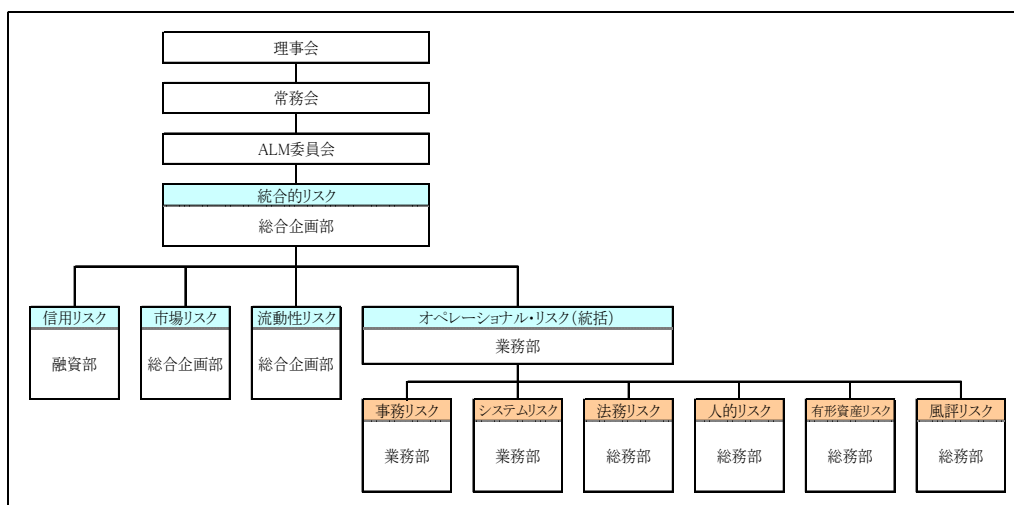 理事会
常務会
ALM委員会
統合的リスク
総合企画部
信用リスク
融資部
市場リスク
総合企画部
流動性リスク
総合企画部
オペレーショナル・リスク(統括)
業務部
事務リスク
業務部
システムリスク
業務部
法務リスク
総務部
人的リスク
総務部
有形資産リスク
総務部
風評リスク
総務部